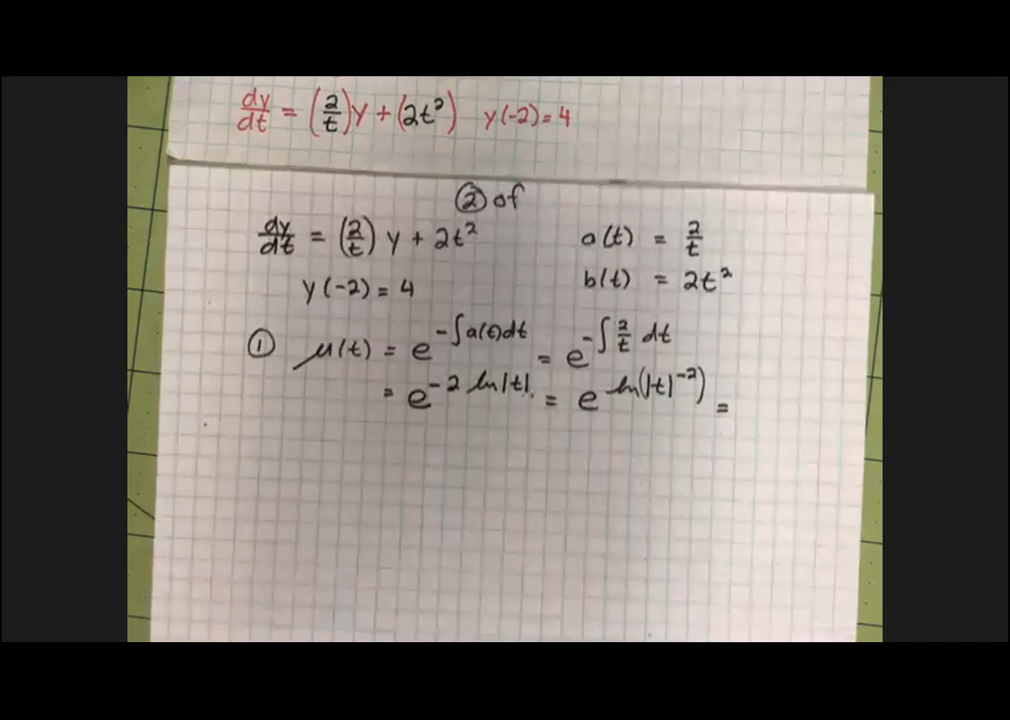 dy/dt = (2/t)y + (2t²) y(-2) = 4
② of
dy/dt = (2/t) y + 2t² a(t) = 2/t
y(-2) = 4 b(t) = 2t²
① μ(t) = e^(-∫a(t)dt) = e^(-∫ 2/t dt)
= e^(-2 ln|t|) = e^(ln(|t|^-2)) =